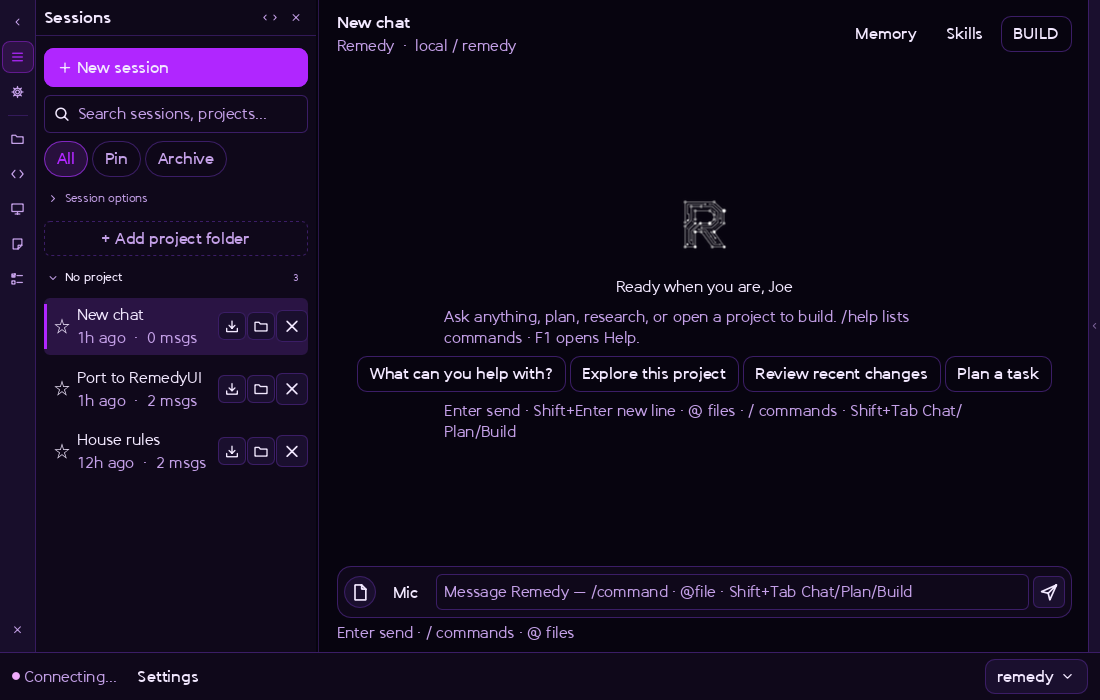 Sessions
+ New session
Search sessions, projects...
All
Pin
Archive
Session options
+ Add project folder
No project
3
New chat
1h ago · 0 msgs
Port to RemedyUI
1h ago · 2 msgs
House rules
12h ago · 2 msgs
New chat
Remedy · local / remedy
Memory
Skills
BUILD
R
Ready when you are, Joe
Ask anything, plan, research, or open a project to build. /help lists
commands · F1 opens Help.
What can you help with?
Explore this project
Review recent changes
Plan a task
Enter send · Shift+Enter new line · @ files · / commands · Shift+Tab Chat/
Plan/Build
Mic
Message Remedy — /command · @file · Shift+Tab Chat/Plan/Build
Enter send · / commands · @ files
Connecting...
Settings
remedy